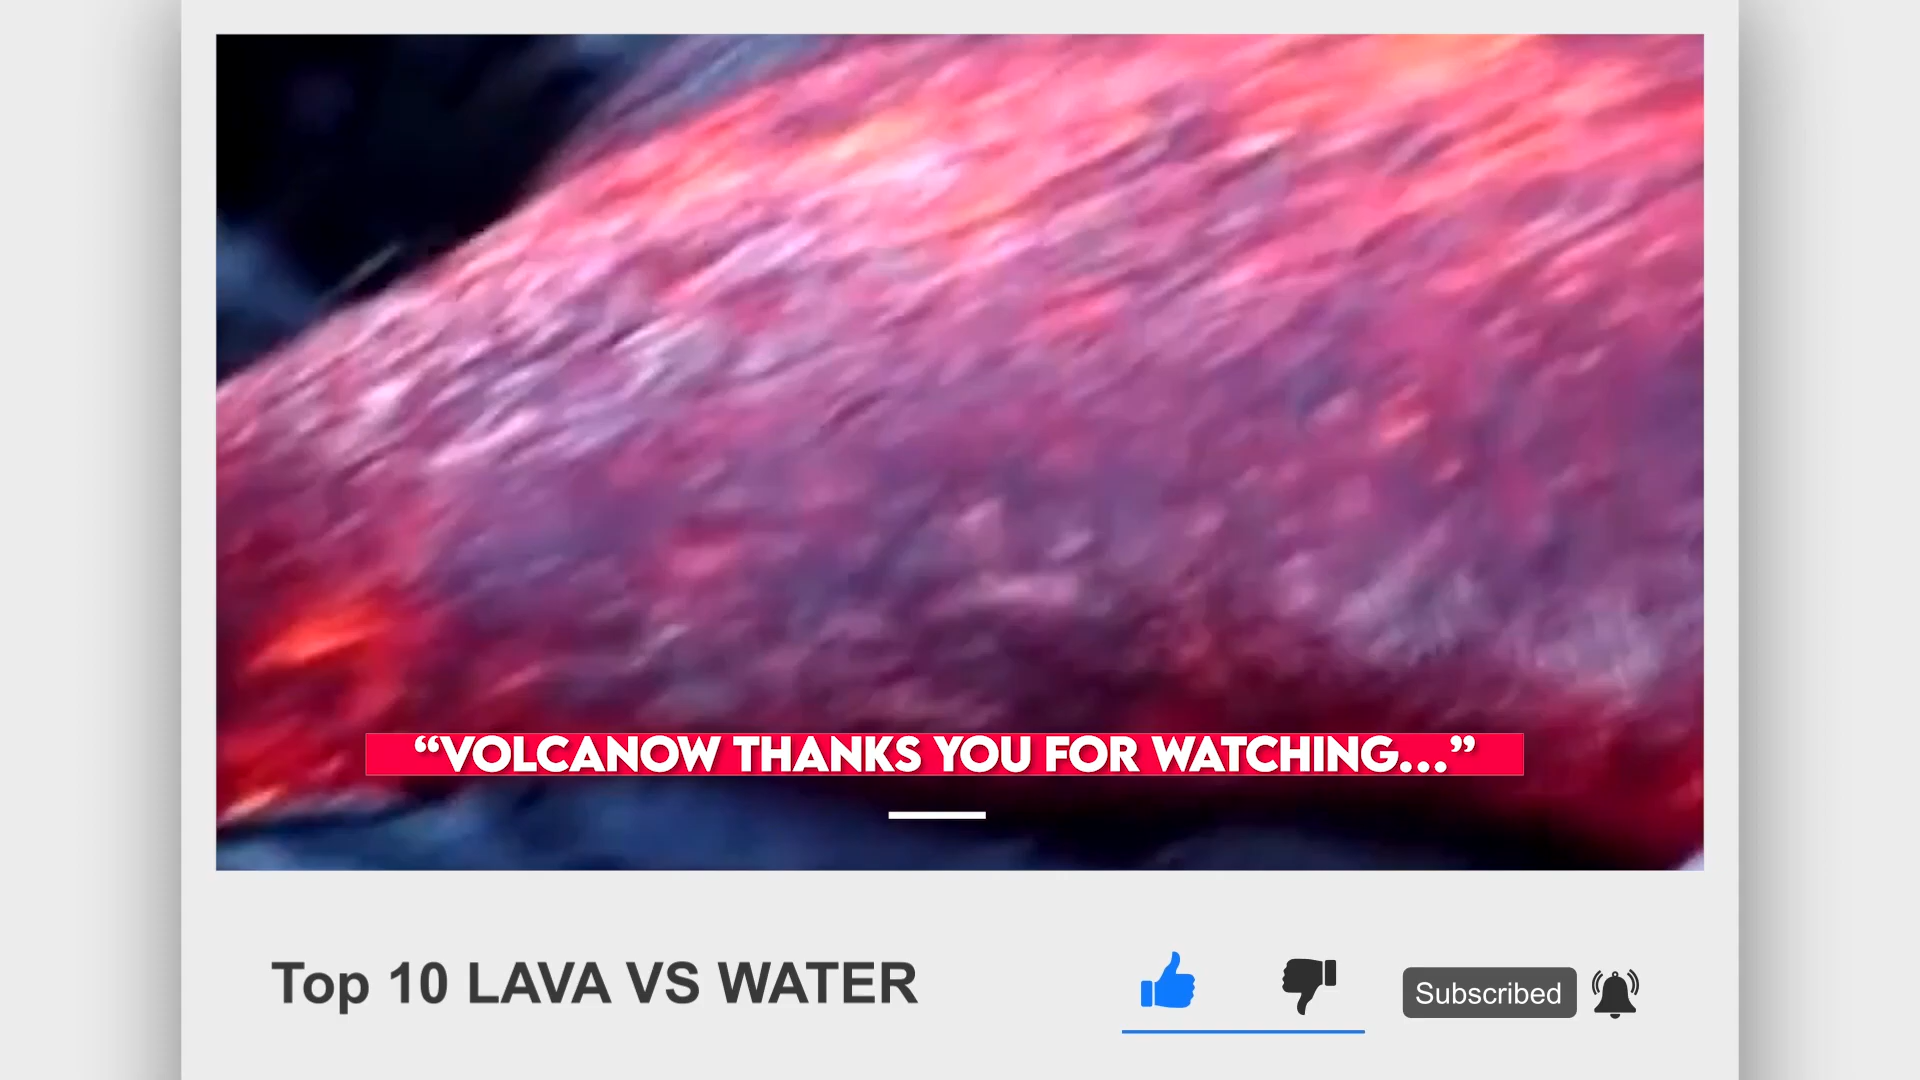 “VOLCANOW THANKS YOU FOR WATCHING...”
Top 10 LAVA VS WATER
Subscribed